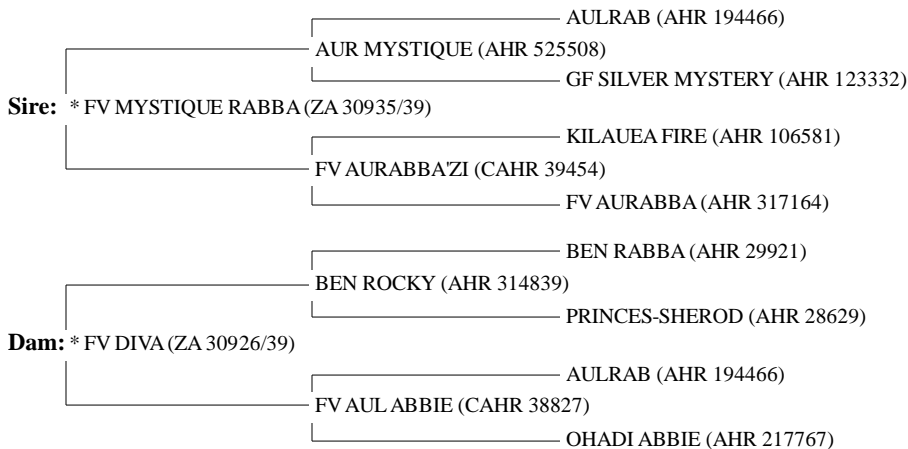 AULRAB (AHR 194466)
AUR MYSTIQUE (AHR 525508)
GF SILVER MYSTERY (AHR 123332)
Sire: * FV MYSTIQUE RABBA (ZA 30935/39)
KILAUEA FIRE (AHR 106581)
FV AURABBA'ZI (CAHR 39454)
FV AURABBA (AHR 317164)
BEN RABBA (AHR 29921)
BEN ROCKY (AHR 314839)
PRINCES-SHEROD (AHR 28629)
Dam: * FV DIVA (ZA 30926/39)
AULRAB (AHR 194466)
FV AUL ABBIE (CAHR 38827)
OHADI ABBIE (AHR 217767)